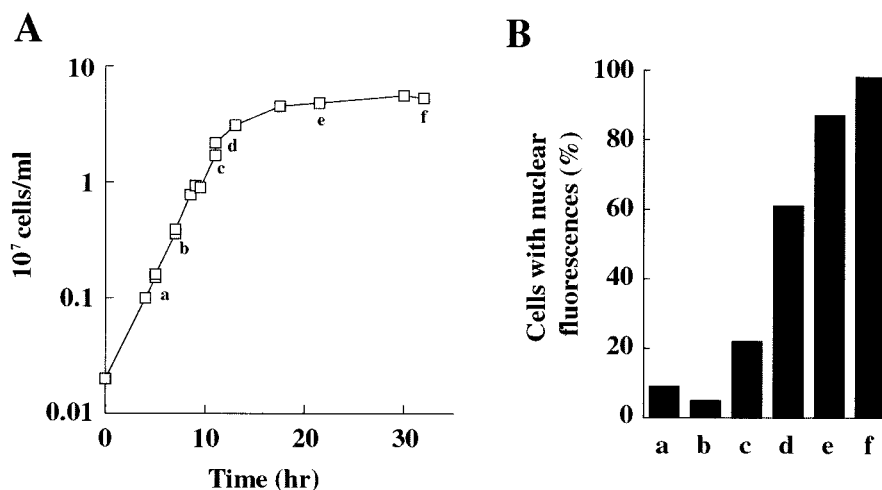 A
10⁷ cells/ml
10
1
0.1
0.01
a
b
c
d
e
f
0 10 20 30
Time (hr)
B
Cells with nuclear
fluorescences (%)
100
80
60
40
20
0
a b c d e f